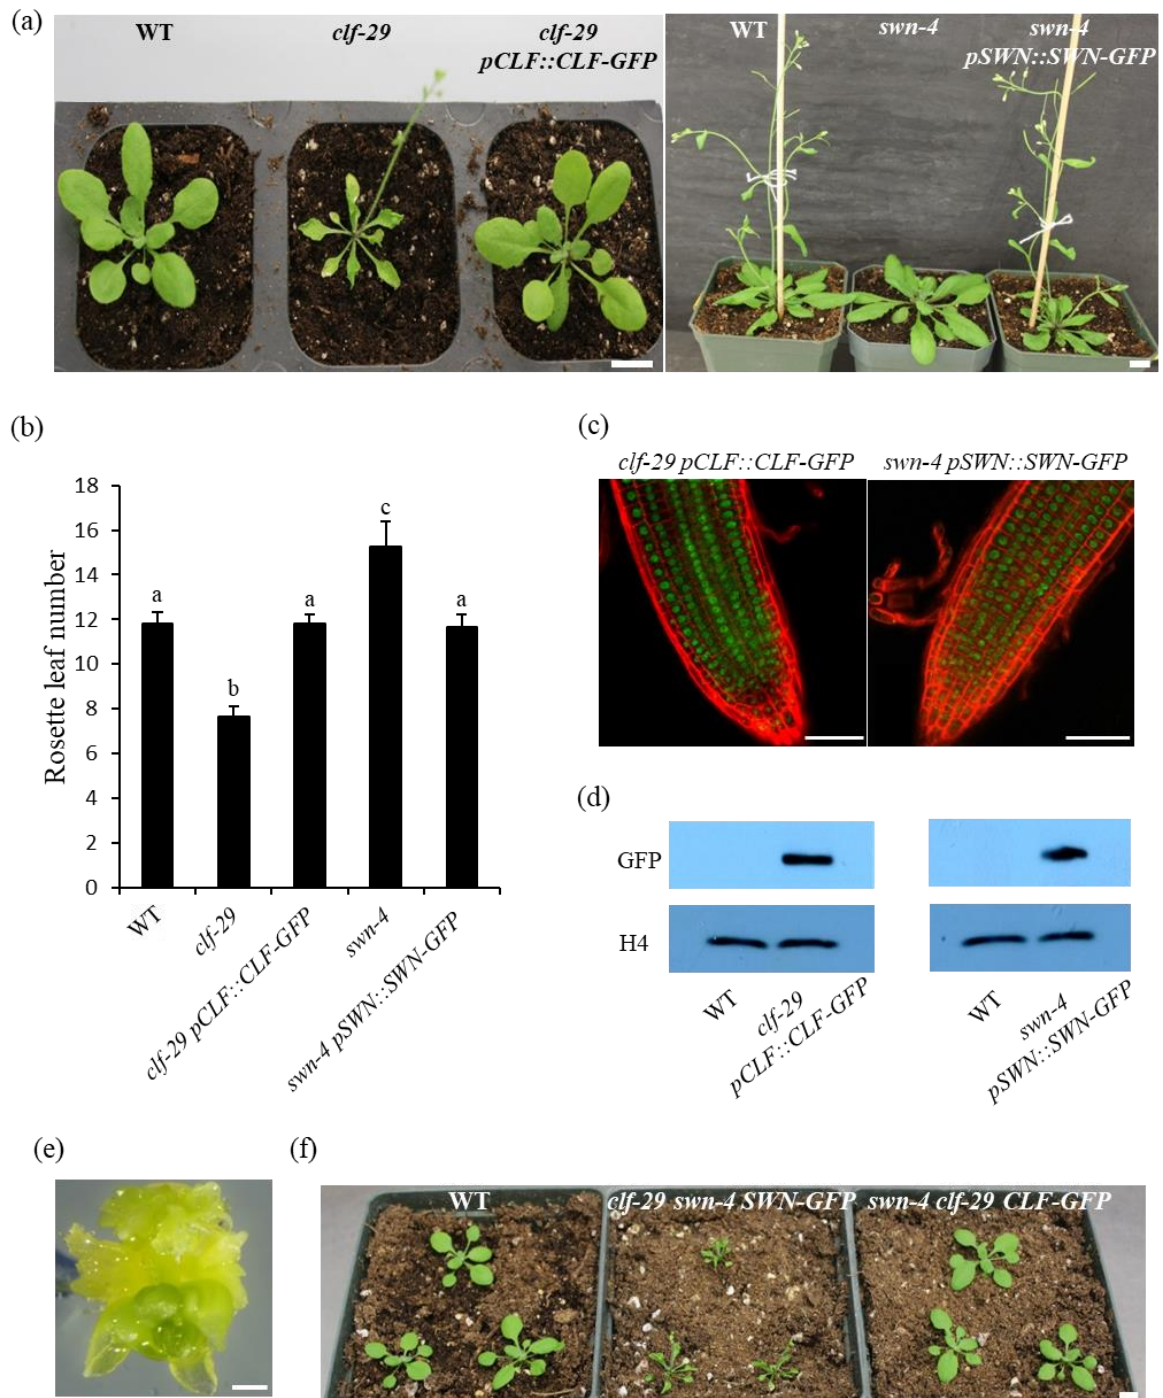 (a)
WT
clf-29
clf-29
pCLF::CLF-GFP
WT
swn-4
swn-4
pSWN::SWN-GFP
(b)
18
16
14
12
10
8
6
4
2
0
Rosette leaf number
a
b
a
c
a
WT
clf-29
clf-29 pCLF::CLF-GFP
swn-4
swn-4 pSWN::SWN-GFP
(c)
clf-29 pCLF::CLF-GFP
swn-4 pSWN::SWN-GFP
(d)
GFP
H4
WT
clf-29
pCLF::CLF-GFP
WT
swn-4
pSWN::SWN-GFP
(e)
(f)
WT
clf-29 swn-4 SWN-GFP
swn-4 clf-29 CLF-GFP